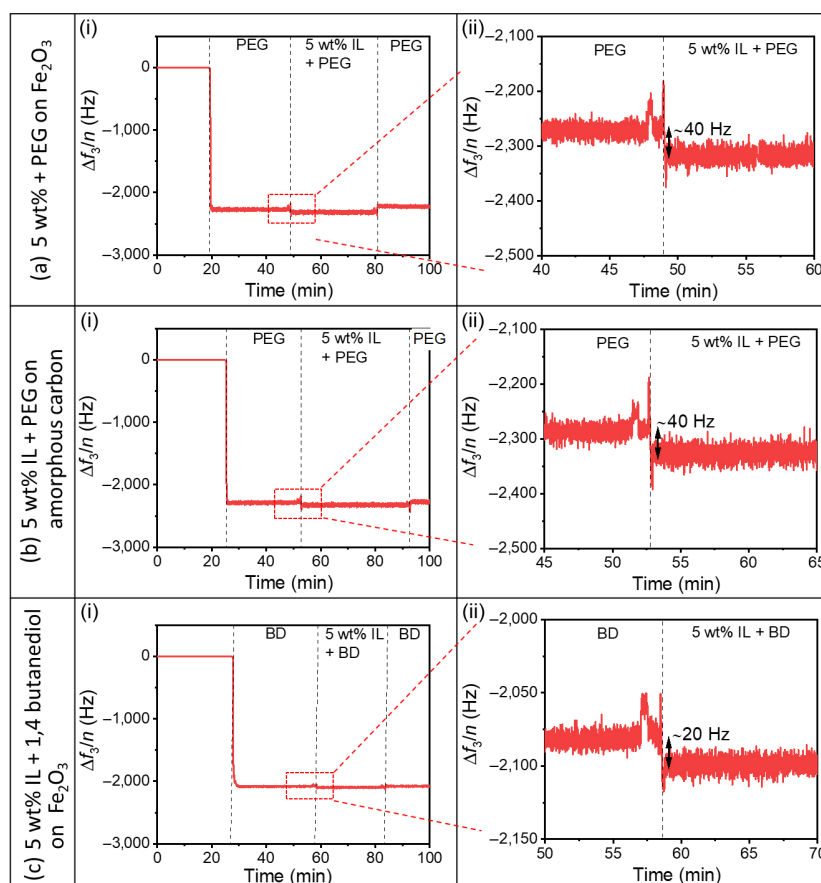 (a) 5 wt% + PEG on Fe₂O₃
(i)
PEG
5 wt% IL
+ PEG
PEG
0
−1,000
−2,000
−3,000
Δf₃/n (Hz)
0 20 40 60 80 100
Time (min)
(ii)
−2,100
−2,200
−2,300
−2,400
−2,500
Δf₃/n (Hz)
PEG
5 wt% IL + PEG
~40 Hz
40 45 50 55 60
Time (min)
(b) 5 wt% IL + PEG on
amorphous carbon
(i)
PEG
5 wt% IL
+ PEG
PEG
0
−1,000
−2,000
−3,000
Δf₃/n (Hz)
0 20 40 60 80 100
Time (min)
(ii)
−2,100
−2,200
−2,300
−2,400
−2,500
Δf₃/n (Hz)
PEG
5 wt% IL + PEG
~40 Hz
45 50 55 60 65
Time (min)
(c) 5 wt% IL + 1,4 butanediol
on Fe₂O₃
(i)
BD
5 wt% IL
+ BD
BD
0
−1,000
−2,000
−3,000
Δf₃/n (Hz)
0 20 40 60 80 100
Time (min)
(ii)
−2,000
−2,050
−2,100
−2,150
Δf₃/n (Hz)
BD
5 wt% IL + BD
~20 Hz
50 55 60 65 70
Time (min)